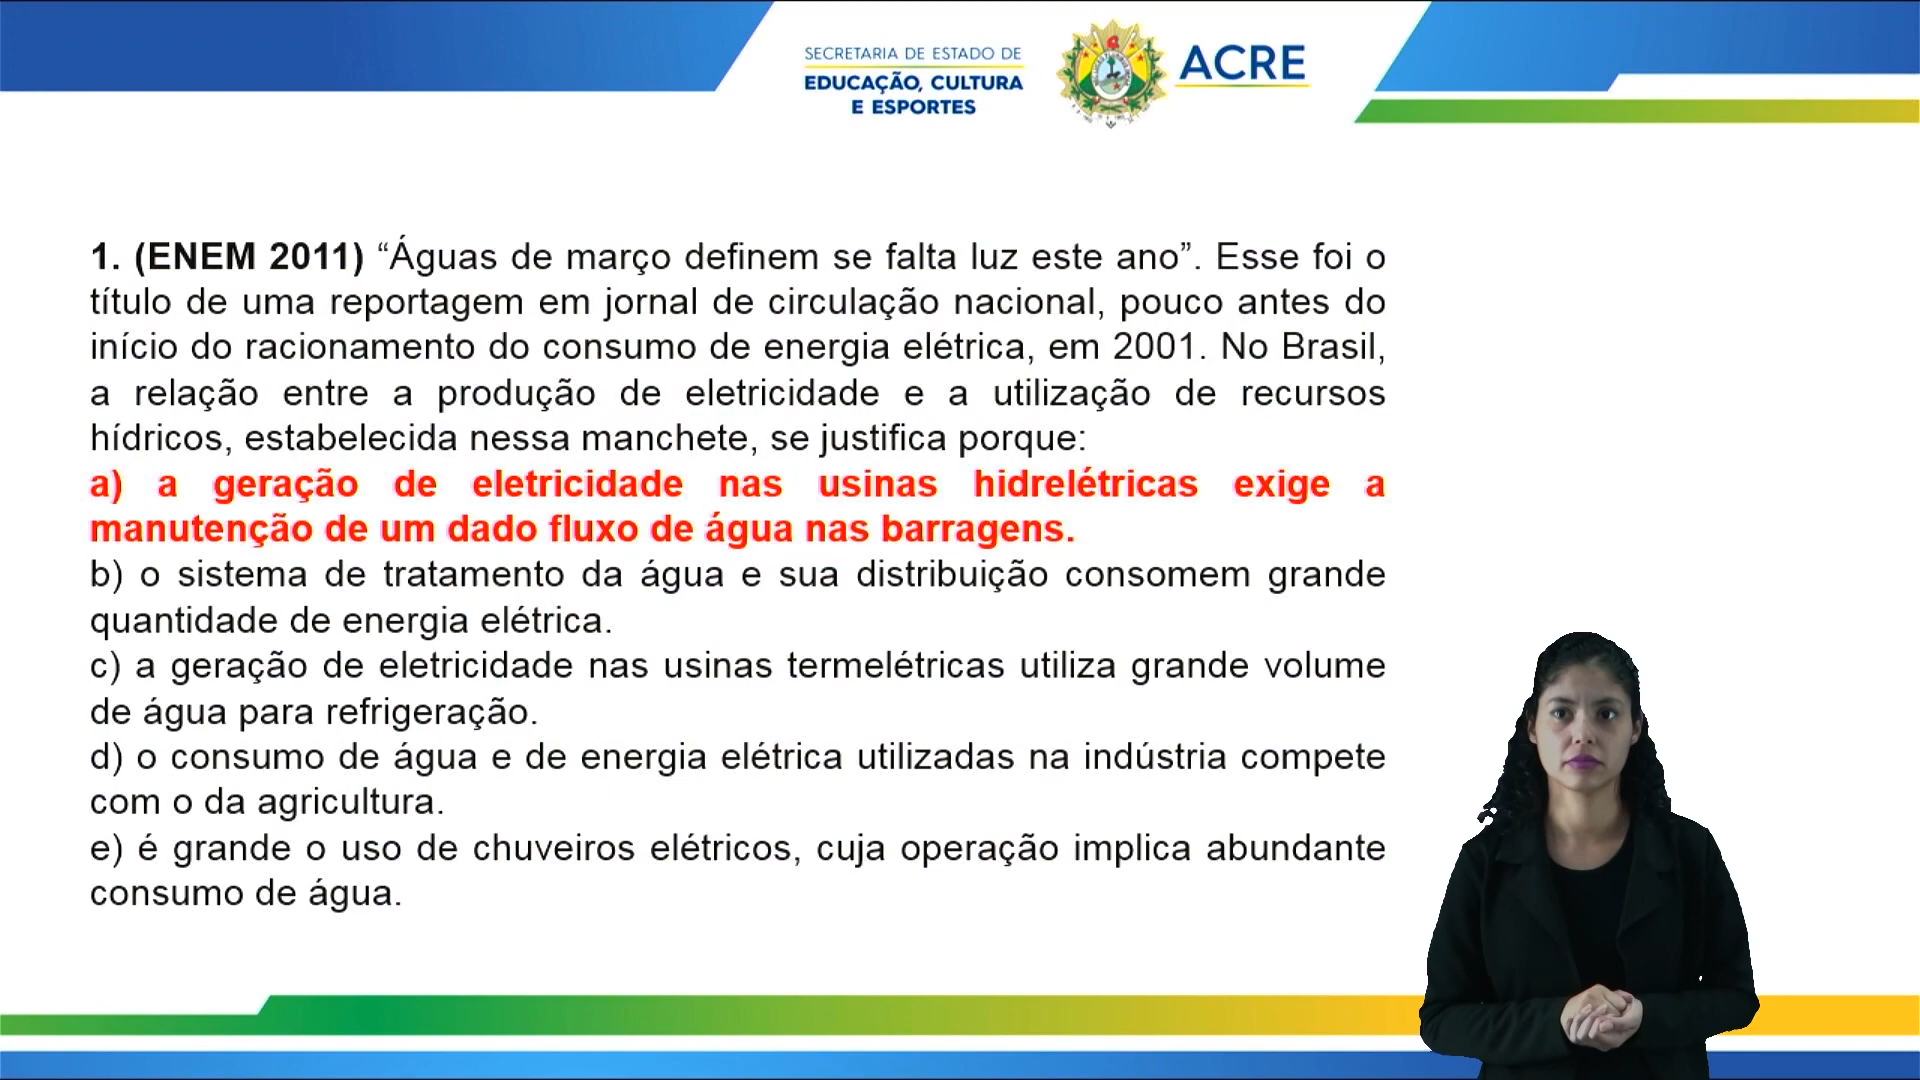 SECRETARIA DE ESTADO DE
EDUCAÇÃO, CULTURA
E ESPORTES
ACRE
1. (ENEM 2011) “Águas de março definem se falta luz este ano”. Esse foi o
título de uma reportagem em jornal de circulação nacional, pouco antes do
início do racionamento do consumo de energia elétrica, em 2001. No Brasil,
a relação entre a produção de eletricidade e a utilização de recursos
hídricos, estabelecida nessa manchete, se justifica porque:
a) a geração de eletricidade nas usinas hidrelétricas exige a
manutenção de um dado fluxo de água nas barragens.
b) o sistema de tratamento da água e sua distribuição consomem grande
quantidade de energia elétrica.
c) a geração de eletricidade nas usinas termelétricas utiliza grande volume
de água para refrigeração.
d) o consumo de água e de energia elétrica utilizadas na indústria compete
com o da agricultura.
e) é grande o uso de chuveiros elétricos, cuja operação implica abundante
consumo de água.